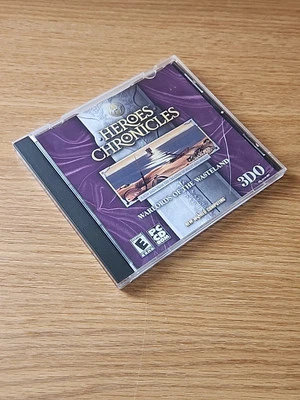 HEROES
CHRONICLES
WARLORDS OF THE WASTELAND
3DO
E
PC
CD
ROM